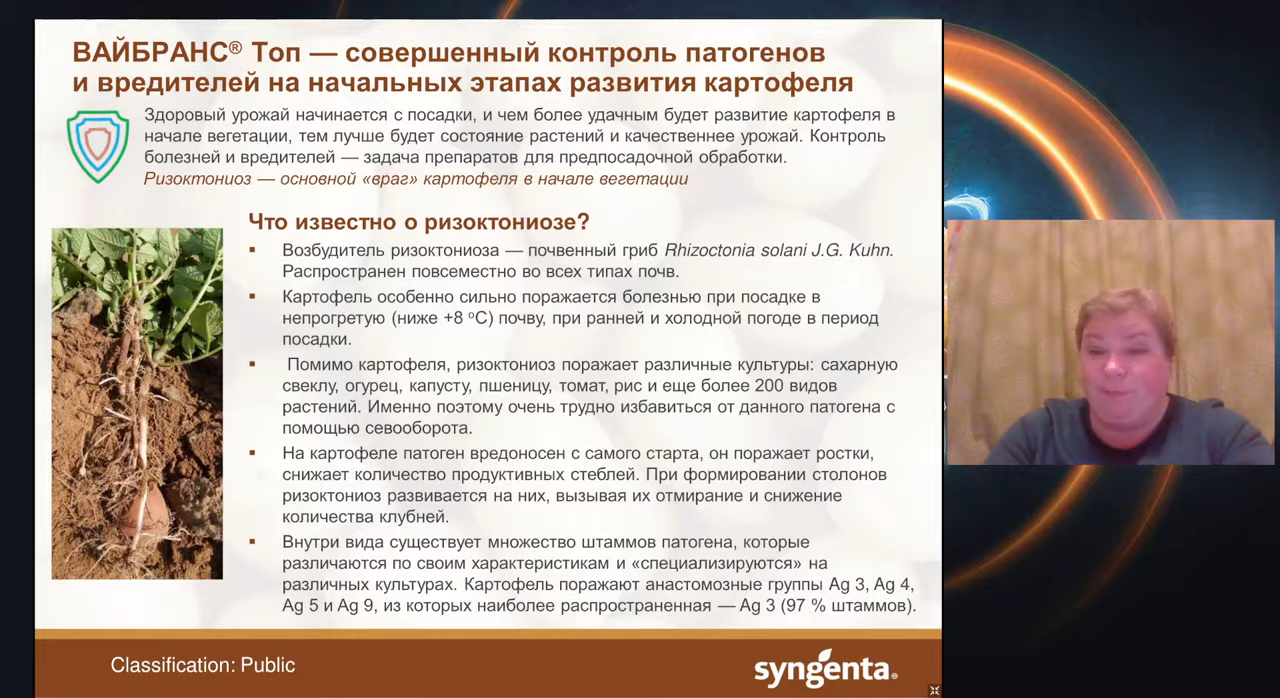 ВАЙБРАНС® Топ — совершенный контроль патогенов
и вредителей на начальных этапах развития картофеля
Здоровый урожай начинается с посадки, и чем более удачным будет развитие картофеля в
начале вегетации, тем лучше будет состояние растений и качественнее урожай. Контроль
болезней и вредителей — задача препаратов для предпосадочной обработки.
Ризоктониоз — основной «враг» картофеля в начале вегетации
Что известно о ризоктониозе?
▪ Возбудитель ризоктониоза — почвенный гриб Rhizoctonia solani J.G. Kuhn.
Распространен повсеместно во всех типах почв.
▪ Картофель особенно сильно поражается болезнью при посадке в
непрогретую (ниже +8 ºС) почву, при ранней и холодной погоде в период
посадки.
▪ Помимо картофеля, ризоктониоз поражает различные культуры: сахарную
свеклу, огурец, капусту, пшеницу, томат, рис и еще более 200 видов
растений. Именно поэтому очень трудно избавиться от данного патогена с
помощью севооборота.
▪ На картофеле патоген вредоносен с самого старта, он поражает ростки,
снижает количество продуктивных стеблей. При формировании столонов
ризоктониоз развивается на них, вызывая их отмирание и снижение
количества клубней.
▪ Внутри вида существует множество штаммов патогена, которые
различаются по своим характеристикам и «специализируются» на
различных культурах. Картофель поражают анастомозные группы Ag 3, Ag 4,
Ag 5 и Ag 9, из которых наиболее распространенная — Ag 3 (97 % штаммов).
Classification: Public
syngenta®